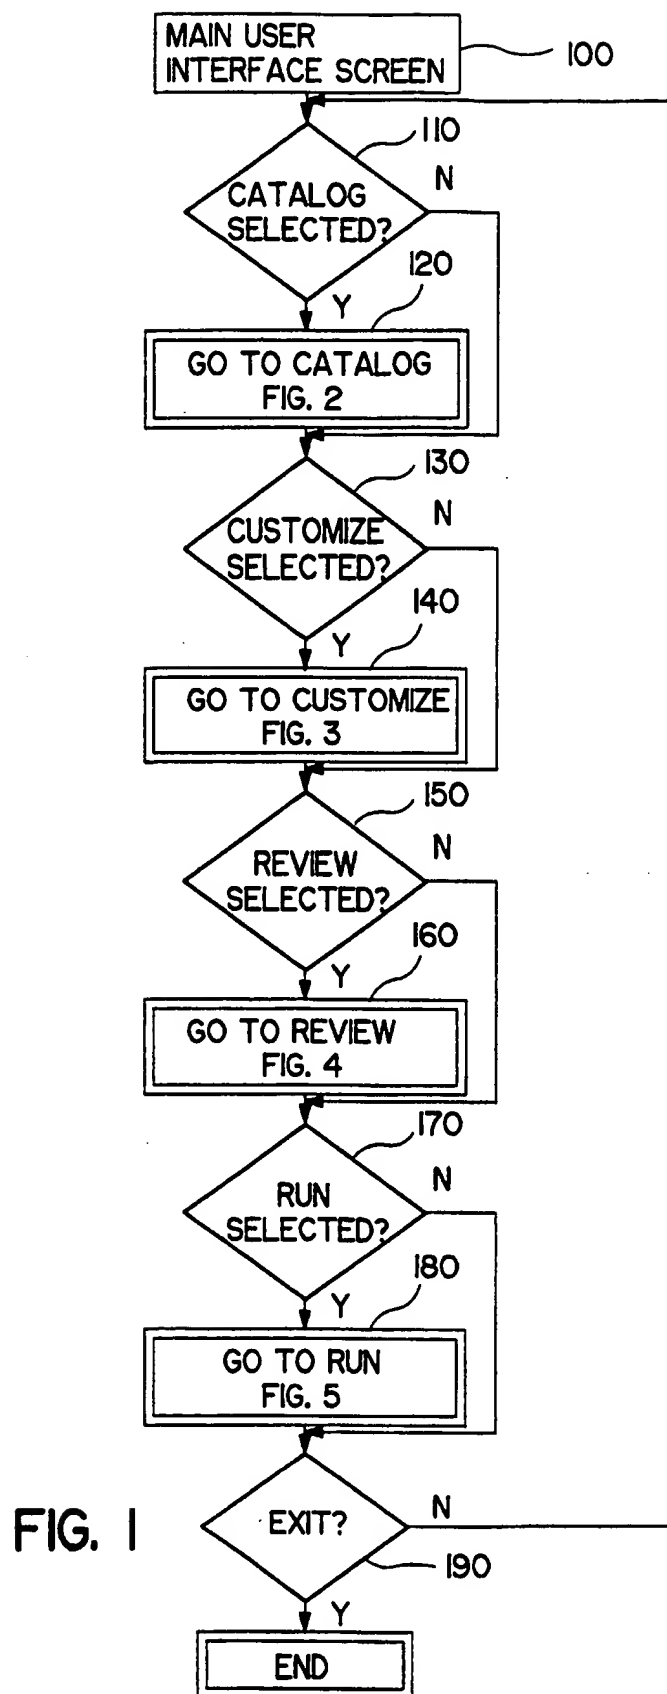 MAIN USER
INTERFACE SCREEN
100
110
N
CATALOG
SELECTED?
120
Y
GO TO CATALOG
FIG. 2
130
N
CUSTOMIZE
SELECTED?
140
Y
GO TO CUSTOMIZE
FIG. 3
150
N
REVIEW
SELECTED?
160
Y
GO TO REVIEW
FIG. 4
170
N
RUN
SELECTED?
180
Y
GO TO RUN
FIG. 5
N
EXIT?
FIG. 1
190
Y
END